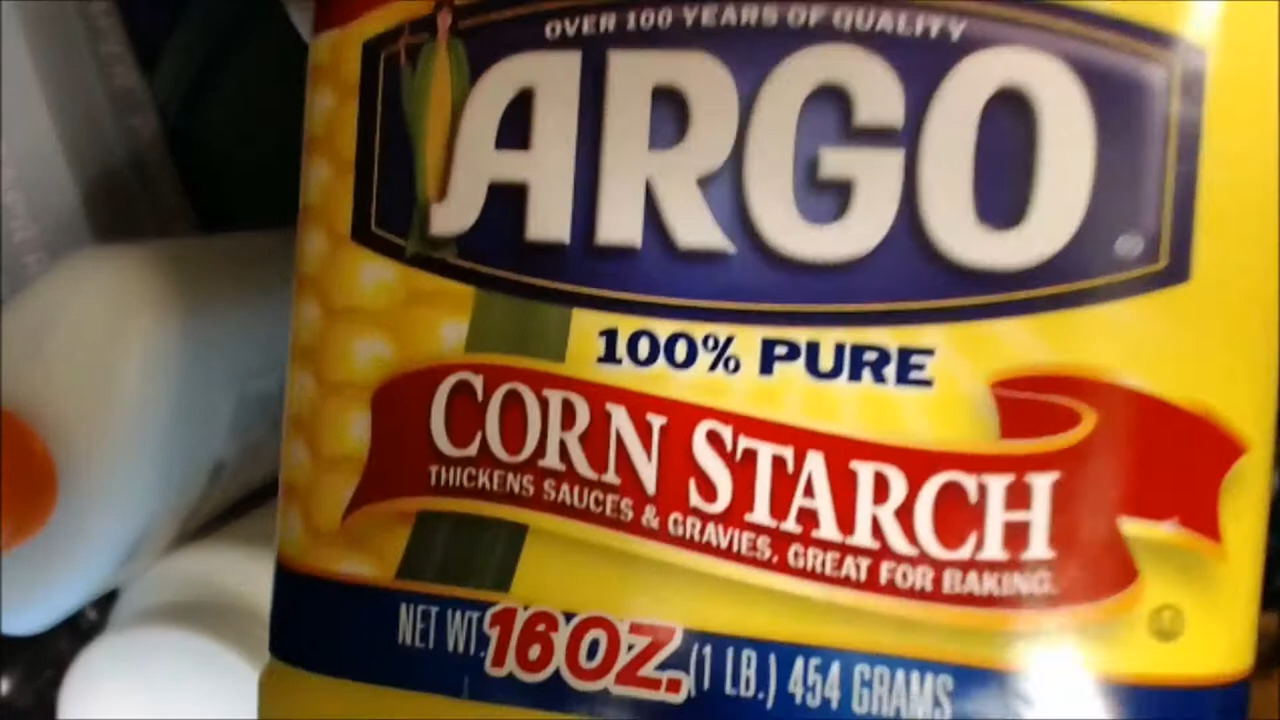 OVER 100 YEARS OF QUALITY
ARGO
100% PURE
CORN STARCH
THICKENS SAUCES & GRAVIES, GREAT FOR BAKING.
NET WT. 16 OZ. (1 LB.) 454 GRAMS